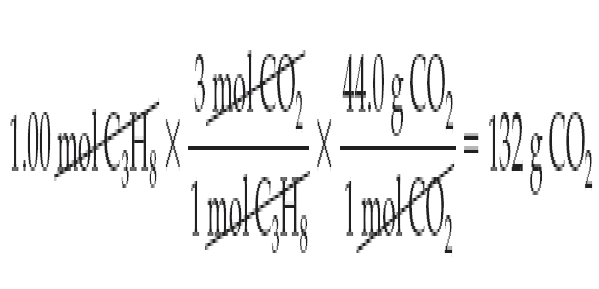 1.00 mol C₃H₈ × 3 mol CO₂ / 1 mol C₃H₈ × 44.0 g CO₂ / 1 mol CO₂ = 132 g CO₂